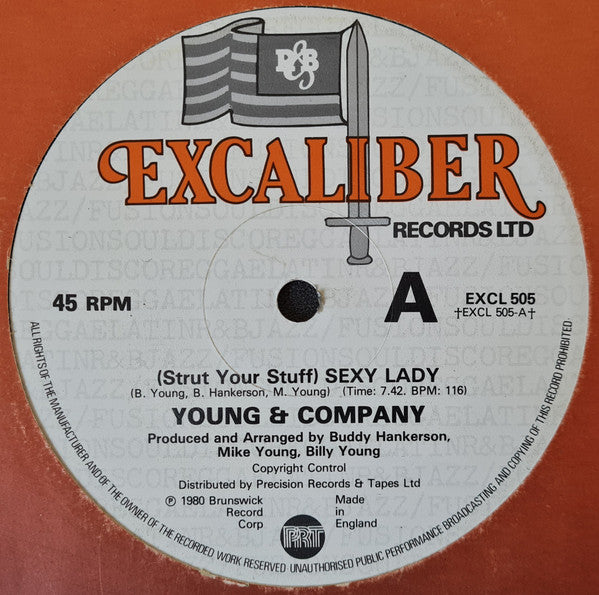 R&B
EXCALIBER
RECORDS LTD
45 RPM
A
EXCL 505
†EXCL 505-A†
(Strut Your Stuff) SEXY LADY
(B. Young, B. Hankerson, M. Young) (Time: 7.42. BPM: 116)
YOUNG & COMPANY
Produced and Arranged by Buddy Hankerson,
Mike Young, Billy Young
Copyright Control
Distributed by Precision Records & Tapes Ltd
℗ 1980 Brunswick
Record
Corp
Made
in
England
PRT
ALL RIGHTS OF THE MANUFACTURER AND OF THE OWNER OF THE RECORDED WORK RESERVED UNAUTHORISED PUBLIC PERFORMANCE BROADCASTING AND COPYING OF THIS RECORD PROHIBITED